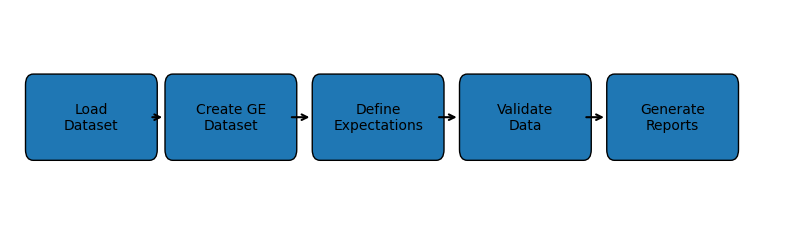 Load
Dataset
Create GE
Dataset
Define
Expectations
Validate
Data
Generate
Reports